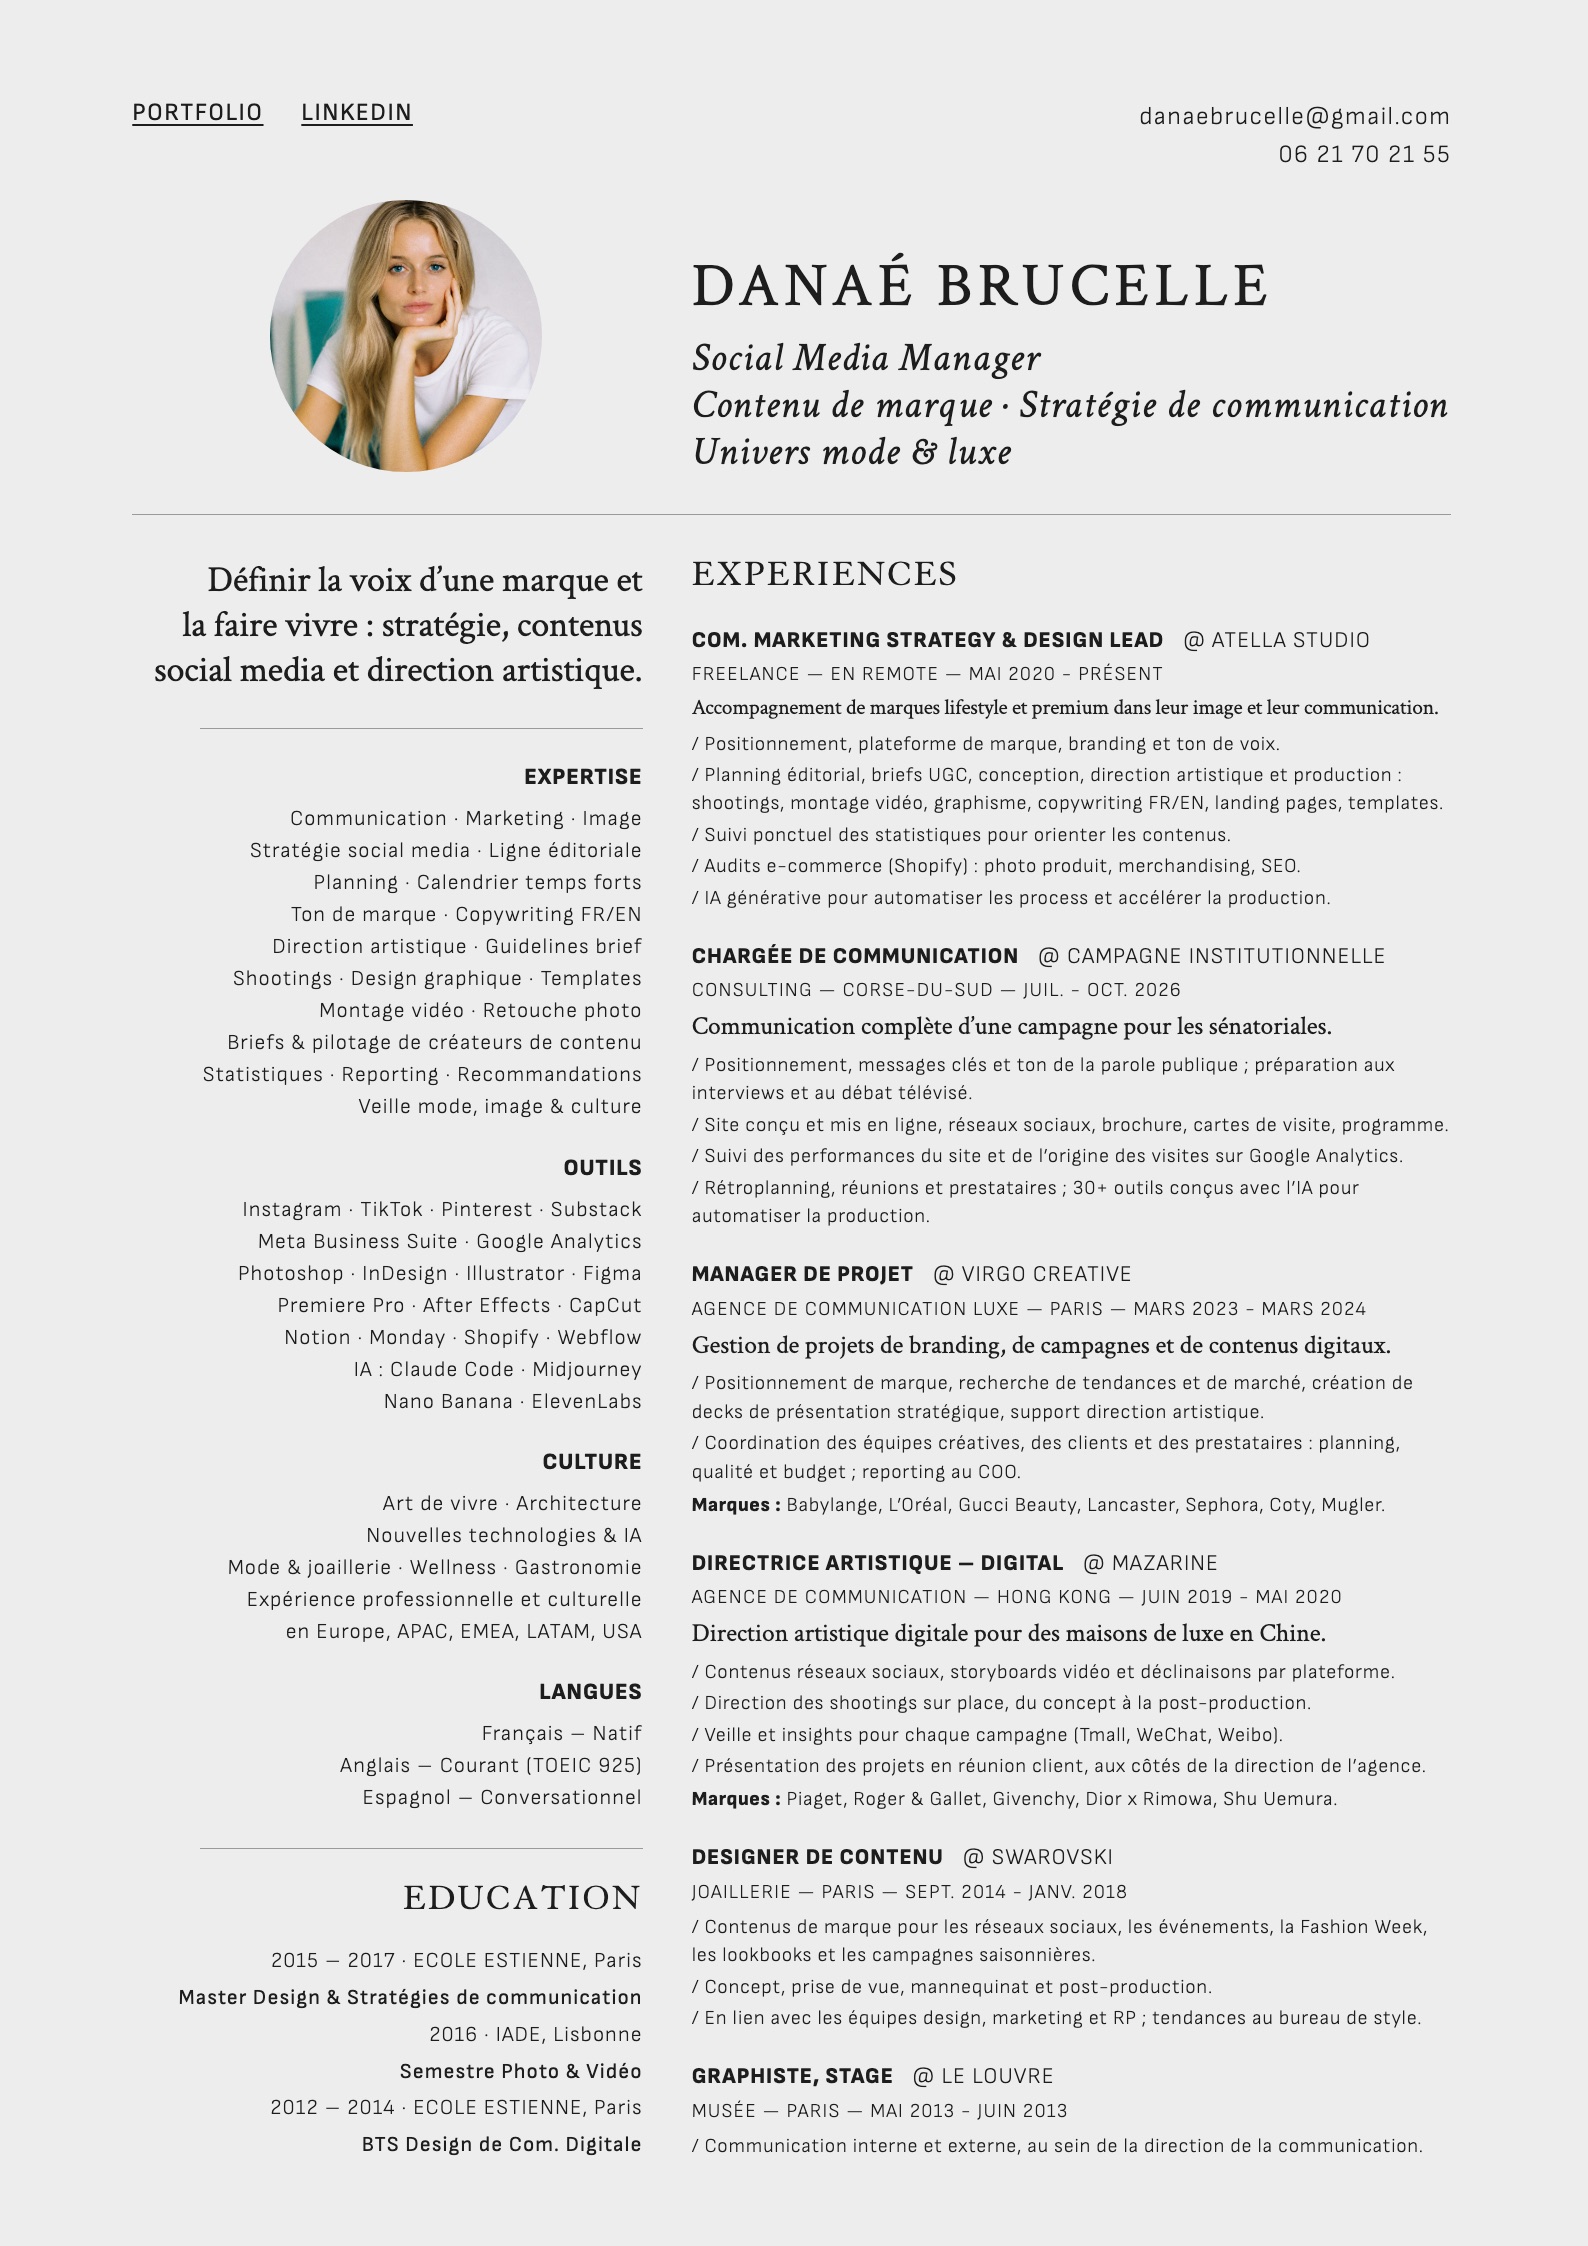 PORTFOLIO LINKEDIN
danaebrucelle@gmail.com
06 21 70 21 55
DANAÉ BRUCELLE
Social Media Manager
Contenu de marque · Stratégie de communication
Univers mode & luxe
Définir la voix d’une marque et
la faire vivre : stratégie, contenus
social media et direction artistique.
EXPERTISE
Communication · Marketing · Image
Stratégie social media · Ligne éditoriale
Planning · Calendrier temps forts
Ton de marque · Copywriting FR/EN
Direction artistique · Guidelines brief
Shootings · Design graphique · Templates
Montage vidéo · Retouche photo
Briefs & pilotage de créateurs de contenu
Statistiques · Reporting · Recommandations
Veille mode, image & culture
OUTILS
Instagram · TikTok · Pinterest · Substack
Meta Business Suite · Google Analytics
Photoshop · InDesign · Illustrator · Figma
Premiere Pro · After Effects · CapCut
Notion · Monday · Shopify · Webflow
IA : Claude Code · Midjourney
Nano Banana · ElevenLabs
CULTURE
Art de vivre · Architecture
Nouvelles technologies & IA
Mode & joaillerie · Wellness · Gastronomie
Expérience professionnelle et culturelle
en Europe, APAC, EMEA, LATAM, USA
LANGUES
Français — Natif
Anglais — Courant (TOEIC 925)
Espagnol — Conversationnel
EDUCATION
2015 — 2017 · ECOLE ESTIENNE, Paris
Master Design & Stratégies de communication
2016 · IADE, Lisbonne
Semestre Photo & Vidéo
2012 — 2014 · ECOLE ESTIENNE, Paris
BTS Design de Com. Digitale
EXPERIENCES
COM. MARKETING STRATEGY & DESIGN LEAD @ ATELLA STUDIO
FREELANCE — EN REMOTE — MAI 2020 - PRÉSENT
Accompagnement de marques lifestyle et premium dans leur image et leur communication.
/ Positionnement, plateforme de marque, branding et ton de voix.
/ Planning éditorial, briefs UGC, conception, direction artistique et production :
shootings, montage vidéo, graphisme, copywriting FR/EN, landing pages, templates.
/ Suivi ponctuel des statistiques pour orienter les contenus.
/ Audits e-commerce (Shopify) : photo produit, merchandising, SEO.
/ IA générative pour automatiser les process et accélérer la production.
CHARGÉE DE COMMUNICATION @ CAMPAGNE INSTITUTIONNELLE
CONSULTING — CORSE-DU-SUD — JUIL. - OCT. 2026
Communication complète d’une campagne pour les sénatoriales.
/ Positionnement, messages clés et ton de la parole publique ; préparation aux
interviews et au débat télévisé.
/ Site conçu et mis en ligne, réseaux sociaux, brochure, cartes de visite, programme.
/ Suivi des performances du site et de l’origine des visites sur Google Analytics.
/ Rétroplanning, réunions et prestataires ; 30+ outils conçus avec l’IA pour
automatiser la production.
MANAGER DE PROJET @ VIRGO CREATIVE
AGENCE DE COMMUNICATION LUXE — PARIS — MARS 2023 - MARS 2024
Gestion de projets de branding, de campagnes et de contenus digitaux.
/ Positionnement de marque, recherche de tendances et de marché, création de
decks de présentation stratégique, support direction artistique.
/ Coordination des équipes créatives, des clients et des prestataires : planning,
qualité et budget ; reporting au COO.
Marques : Babylange, L’Oréal, Gucci Beauty, Lancaster, Sephora, Coty, Mugler.
DIRECTRICE ARTISTIQUE — DIGITAL @ MAZARINE
AGENCE DE COMMUNICATION — HONG KONG — JUIN 2019 - MAI 2020
Direction artistique digitale pour des maisons de luxe en Chine.
/ Contenus réseaux sociaux, storyboards vidéo et déclinaisons par plateforme.
/ Direction des shootings sur place, du concept à la post-production.
/ Veille et insights pour chaque campagne (Tmall, WeChat, Weibo).
/ Présentation des projets en réunion client, aux côtés de la direction de l’agence.
Marques : Piaget, Roger & Gallet, Givenchy, Dior x Rimowa, Shu Uemura.
DESIGNER DE CONTENU @ SWAROVSKI
JOAILLERIE — PARIS — SEPT. 2014 - JANV. 2018
/ Contenus de marque pour les réseaux sociaux, les événements, la Fashion Week,
les lookbooks et les campagnes saisonnières.
/ Concept, prise de vue, mannequinat et post-production.
/ En lien avec les équipes design, marketing et RP ; tendances au bureau de style.
GRAPHISTE, STAGE @ LE LOUVRE
MUSÉE — PARIS — MAI 2013 - JUIN 2013
/ Communication interne et externe, au sein de la direction de la communication.